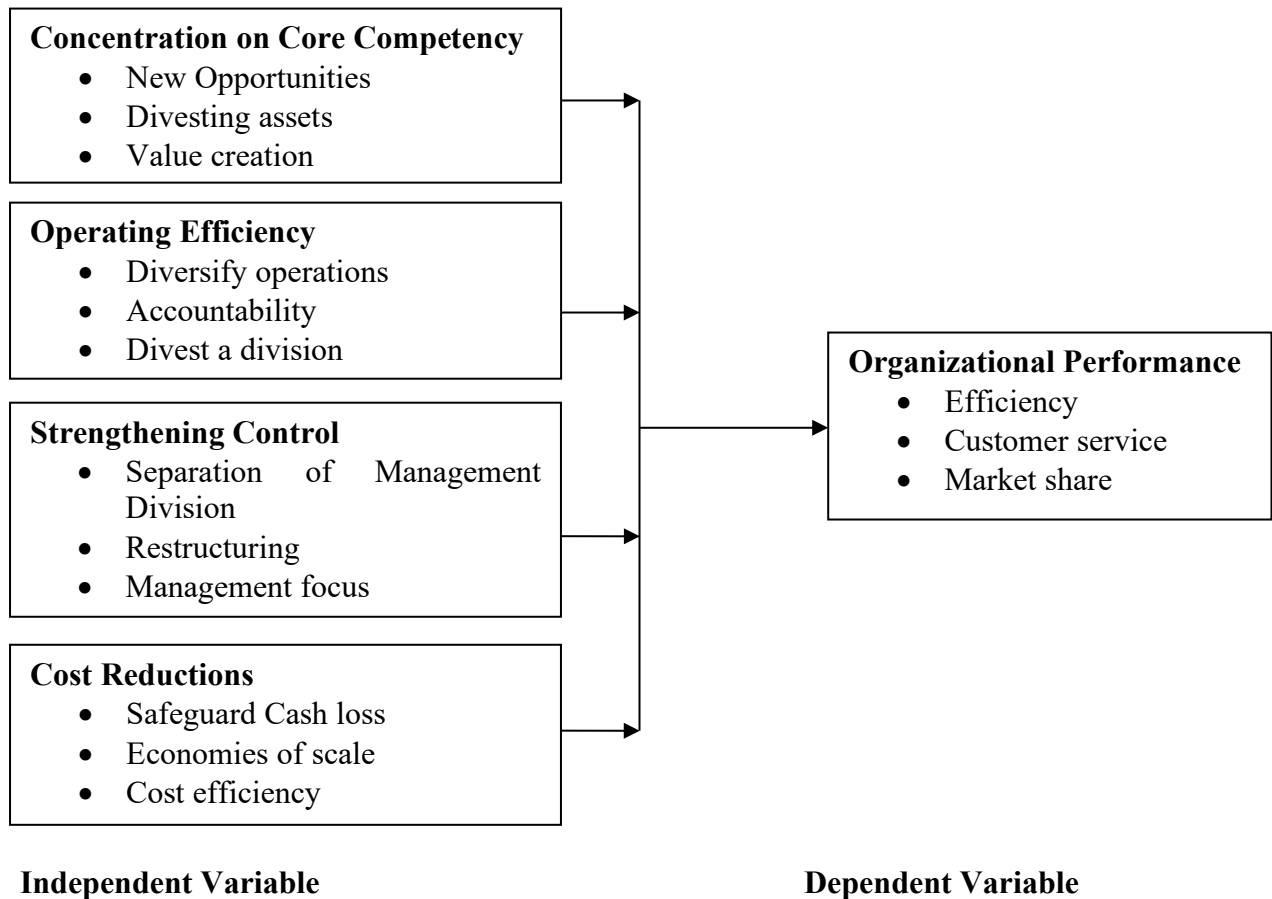 Concentration on Core Competency
• New Opportunities
• Divesting assets
• Value creation
Operating Efficiency
• Diversify operations
• Accountability
• Divest a division
Strengthening Control
• Separation of Management
Division
• Restructuring
• Management focus
Cost Reductions
• Safeguard Cash loss
• Economies of scale
• Cost efficiency
Organizational Performance
• Efficiency
• Customer service
• Market share
Independent Variable
Dependent Variable